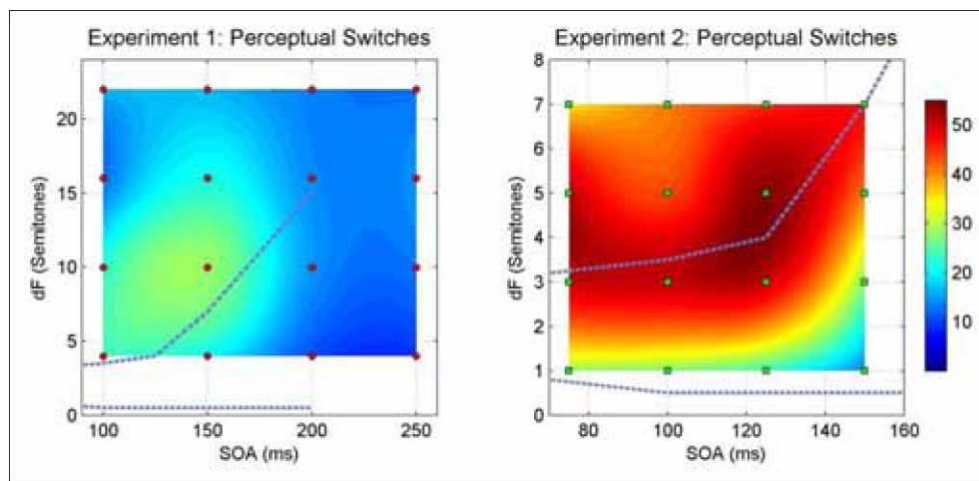 Experiment 1: Perceptual Switches
dF (Semitones)
20
15
10
5
0
100 150 200 250
SOA (ms)
Experiment 2: Perceptual Switches
dF (Semitones)
8
7
6
5
4
3
2
1
0
80 100 120 140 160
SOA (ms)
50
40
30
20
10